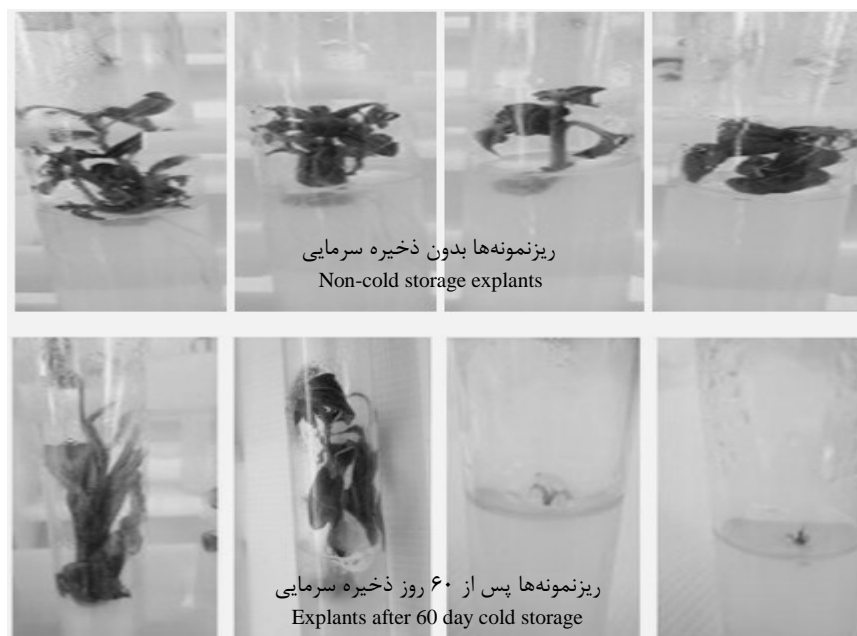 ریزنمونه‌ها بدون ذخیره سرمایی
Non-cold storage explants
ریزنمونه‌ها پس از ۶۰ روز ذخیره سرمایی
Explants after 60 day cold storage